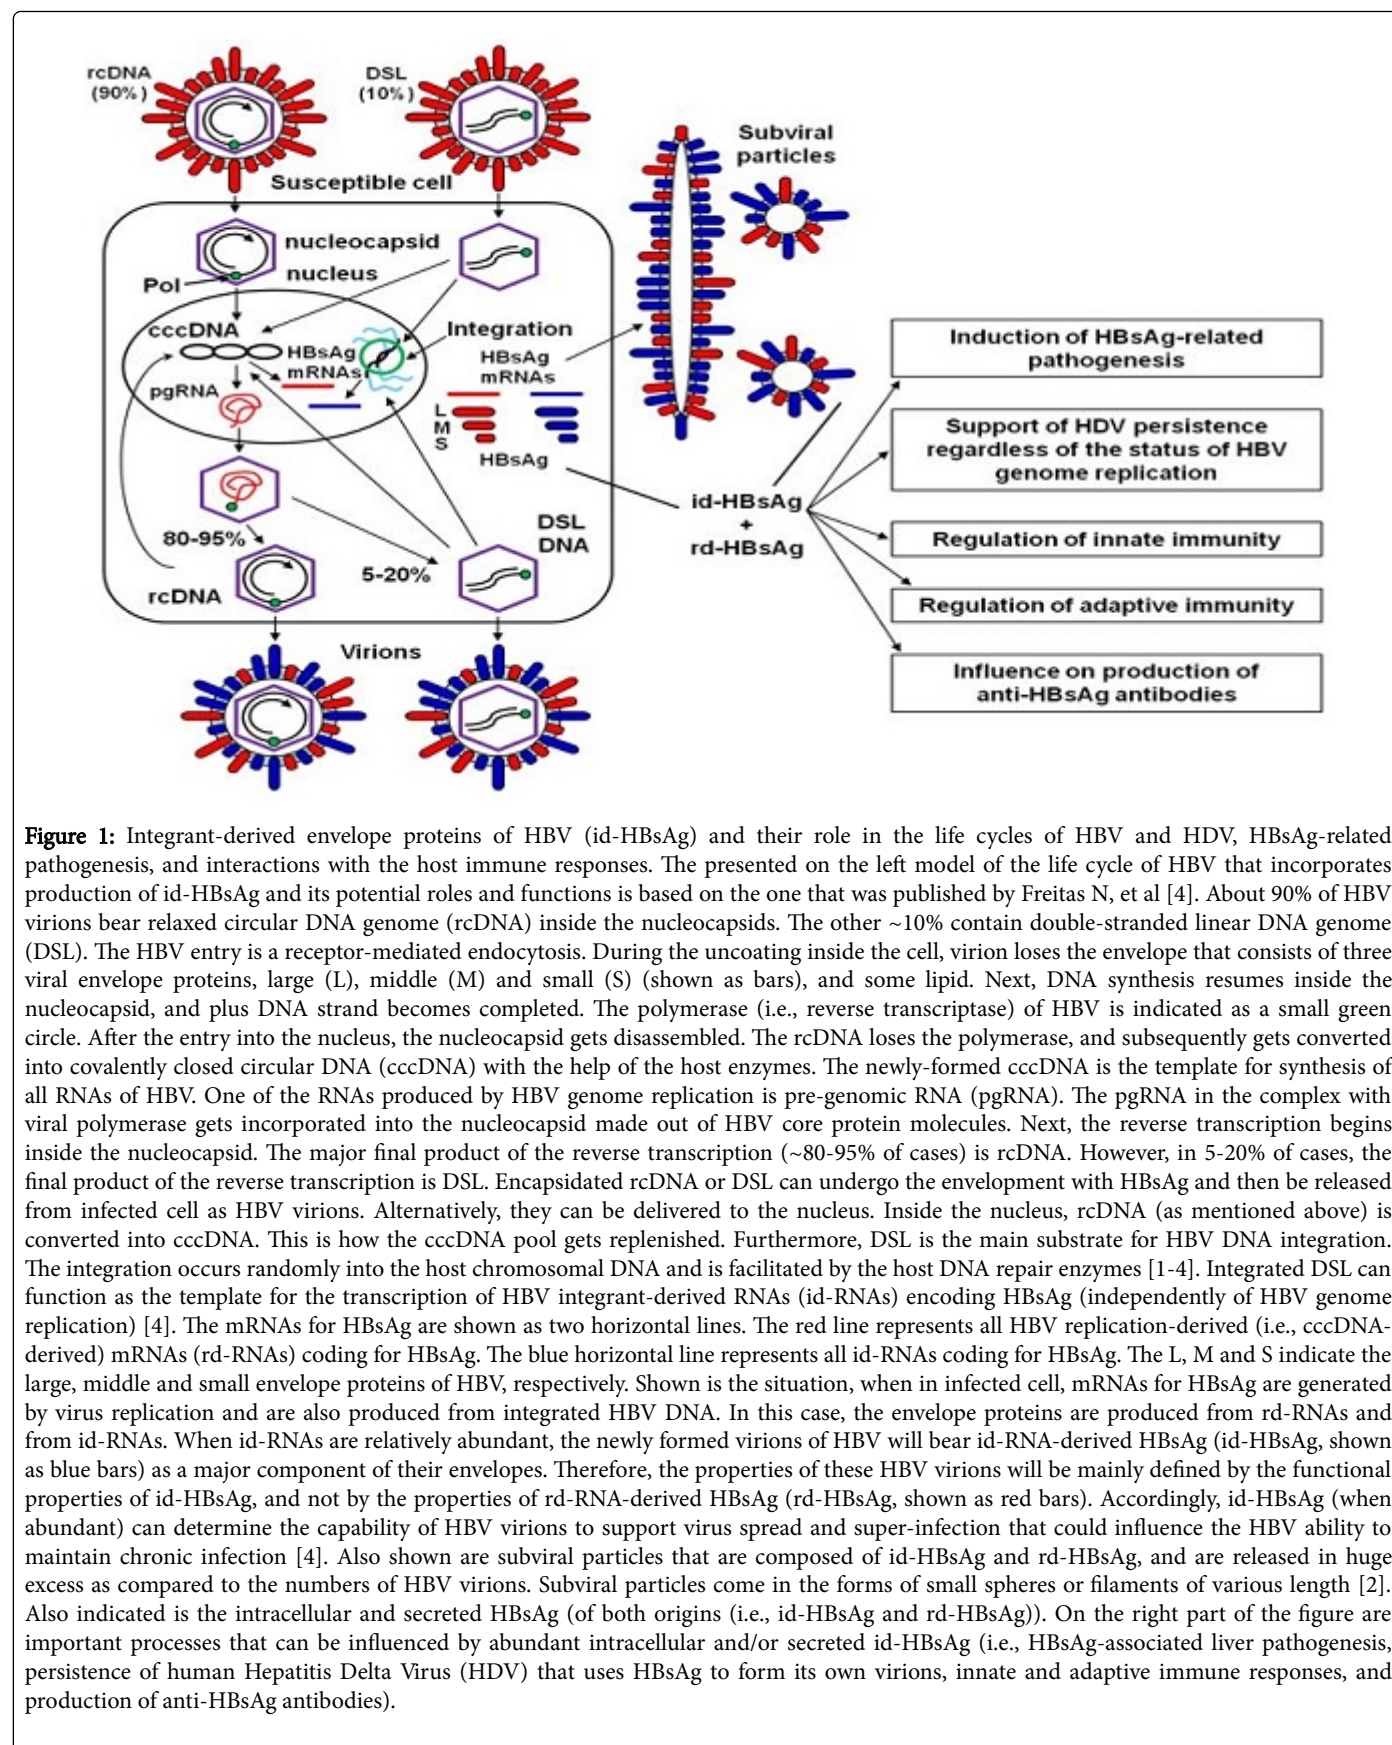 rcDNA
(90%)
DSL
(10%)
Subviral
particles
Susceptible cell
nucleocapsid
nucleus
Pol
cccDNA
HBsAg
mRNAs
Integration
HBsAg
mRNAs
pgRNA
L
M
S
HBsAg
Induction of HBsAg-related
pathogenesis
Support of HDV persistence
regardless of the status of HBV
genome replication
id-HBsAg
+
rd-HBsAg
Regulation of innate immunity
Regulation of adaptive immunity
Influence on production of
anti-HBsAg antibodies
80-95%
DSL
DNA
5-20%
rcDNA
Virions
Figure 1: Integrant-derived envelope proteins of HBV (id-HBsAg) and their role in the life cycles of HBV and HDV, HBsAg-related
pathogenesis, and interactions with the host immune responses. The presented on the left model of the life cycle of HBV that incorporates
production of id-HBsAg and its potential roles and functions is based on the one that was published by Freitas N, et al [4]. About 90% of HBV
virions bear relaxed circular DNA genome (rcDNA) inside the nucleocapsids. The other ~10% contain double-stranded linear DNA genome
(DSL). The HBV entry is a receptor-mediated endocytosis. During the uncoating inside the cell, virion loses the envelope that consists of three
viral envelope proteins, large (L), middle (M) and small (S) (shown as bars), and some lipid. Next, DNA synthesis resumes inside the
nucleocapsid, and plus DNA strand becomes completed. The polymerase (i.e., reverse transcriptase) of HBV is indicated as a small green
circle. After the entry into the nucleus, the nucleocapsid gets disassembled. The rcDNA loses the polymerase, and subsequently gets converted
into covalently closed circular DNA (cccDNA) with the help of the host enzymes. The newly-formed cccDNA is the template for synthesis of
all RNAs of HBV. One of the RNAs produced by HBV genome replication is pre-genomic RNA (pgRNA). The pgRNA in the complex with
viral polymerase gets incorporated into the nucleocapsid made out of HBV core protein molecules. Next, the reverse transcription begins
inside the nucleocapsid. The major final product of the reverse transcription (~80-95% of cases) is rcDNA. However, in 5-20% of cases, the
final product of the reverse transcription is DSL. Encapsidated rcDNA or DSL can undergo the envelopment with HBsAg and then be released
from infected cell as HBV virions. Alternatively, they can be delivered to the nucleus. Inside the nucleus, rcDNA (as mentioned above) is
converted into cccDNA. This is how the cccDNA pool gets replenished. Furthermore, DSL is the main substrate for HBV DNA integration.
The integration occurs randomly into the host chromosomal DNA and is facilitated by the host DNA repair enzymes [1-4]. Integrated DSL can
function as the template for the transcription of HBV integrant-derived RNAs (id-RNAs) encoding HBsAg (independently of HBV genome
replication) [4]. The mRNAs for HBsAg are shown as two horizontal lines. The red line represents all HBV replication-derived (i.e., cccDNA-
derived) mRNAs (rd-RNAs) coding for HBsAg. The blue horizontal line represents all id-RNAs coding for HBsAg. The L, M and S indicate the
large, middle and small envelope proteins of HBV, respectively. Shown is the situation, when in infected cell, mRNAs for HBsAg are generated
by virus replication and are also produced from integrated HBV DNA. In this case, the envelope proteins are produced from rd-RNAs and
from id-RNAs. When id-RNAs are relatively abundant, the newly formed virions of HBV will bear id-RNA-derived HBsAg (id-HBsAg, shown
as blue bars) as a major component of their envelopes. Therefore, the properties of these HBV virions will be mainly defined by the functional
properties of id-HBsAg, and not by the properties of rd-RNA-derived HBsAg (rd-HBsAg, shown as red bars). Accordingly, id-HBsAg (when
abundant) can determine the capability of HBV virions to support virus spread and super-infection that could influence the HBV ability to
maintain chronic infection [4]. Also shown are subviral particles that are composed of id-HBsAg and rd-HBsAg, and are released in huge
excess as compared to the numbers of HBV virions. Subviral particles come in the forms of small spheres or filaments of various length [2].
Also indicated is the intracellular and secreted HBsAg (of both origins (i.e., id-HBsAg and rd-HBsAg)). On the right part of the figure are
important processes that can be influenced by abundant intracellular and/or secreted id-HBsAg (i.e., HBsAg-associated liver pathogenesis,
persistence of human Hepatitis Delta Virus (HDV) that uses HBsAg to form its own virions, innate and adaptive immune responses, and
production of anti-HBsAg antibodies).